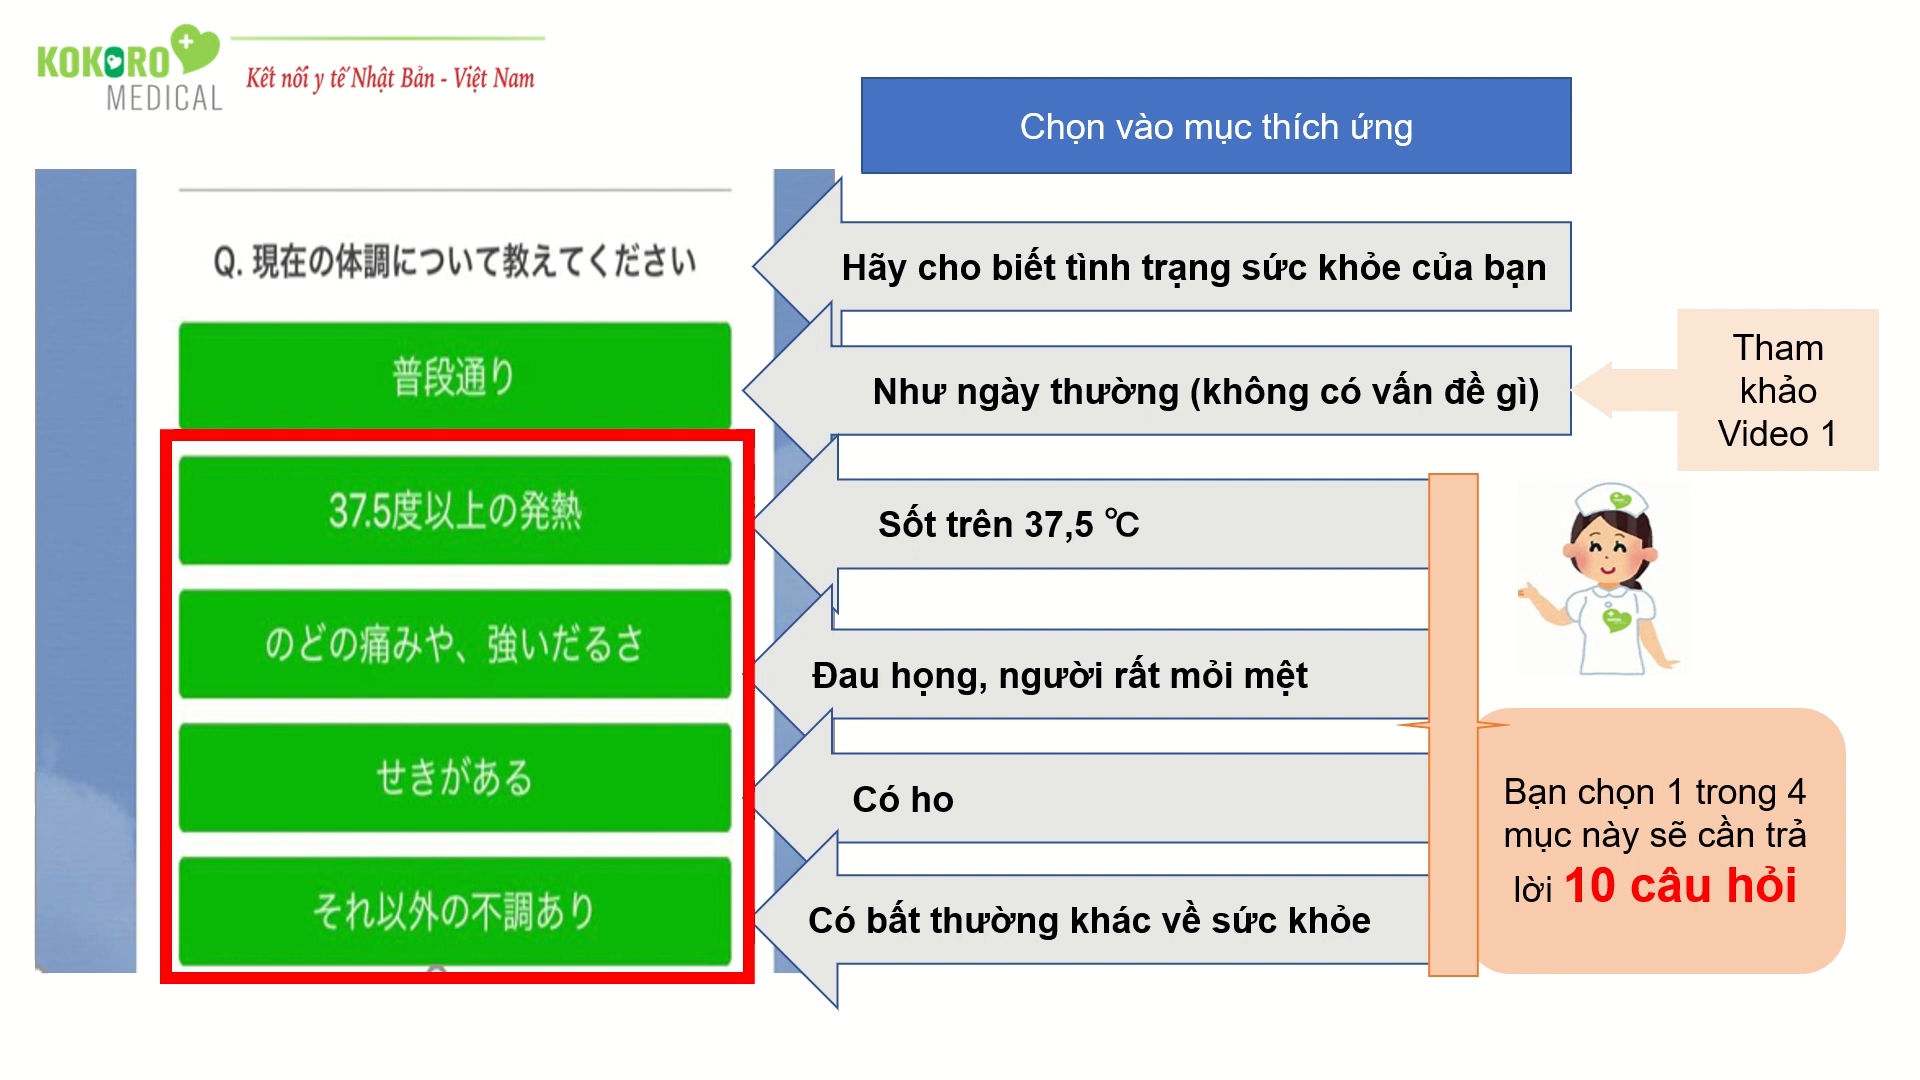 KOKORO
MEDICAL
Kết nối y tế Nhật Bản - Việt Nam
Chọn vào mục thích ứng
Q. 現在の体調について教えてください
Hãy cho biết tình trạng sức khỏe của bạn
普段通り
Như ngày thường (không có vấn đề gì)
Tham
khảo
Video 1
37.5度以上の発熱
Sốt trên 37,5 ℃
のどの痛みや、強いだるさ
Đau họng, người rất mỏi mệt
せきがある
Có ho
それ以外の不調あり
Có bất thường khác về sức khỏe
Bạn chọn 1 trong 4
mục này sẽ cần trả
lời 10 câu hỏi